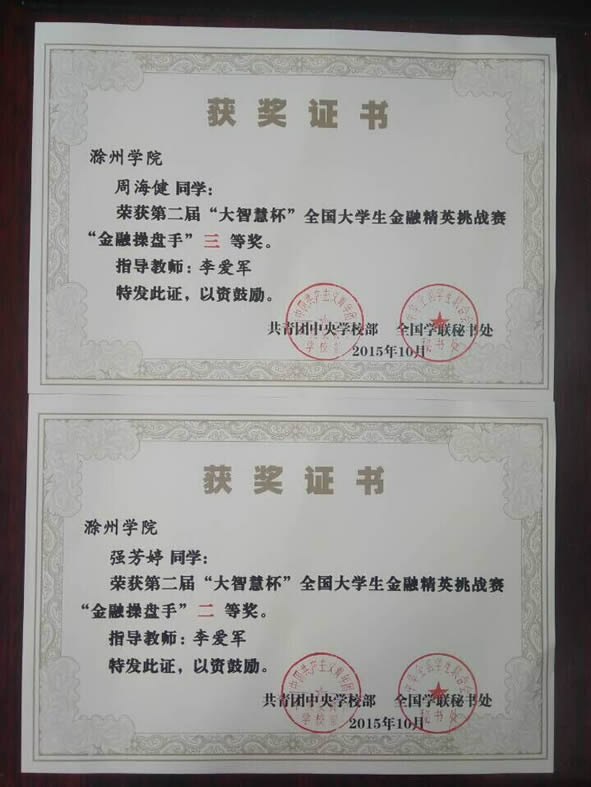 获奖证书
滁州学院
周海健 同学：
荣获第二届“大智慧杯”全国大学生金融精英挑战赛
“金融操盘手” 三 等奖。
指导教师：李爱军
特发此证，以资鼓励。
共青团中央学校部 全国学联秘书处
2015年10月
获奖证书
滁州学院
强芳婷 同学：
荣获第二届“大智慧杯”全国大学生金融精英挑战赛
“金融操盘手” 二 等奖。
指导教师：李爱军
特发此证，以资鼓励。
共青团中央学校部 全国学联秘书处
2015年10月